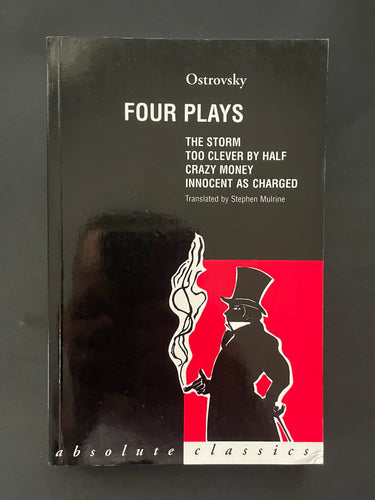 Ostrovsky
FOUR PLAYS
THE STORM
TOO CLEVER BY HALF
CRAZY MONEY
INNOCENT AS CHARGED
Translated by Stephen Mulrine
absolute classics